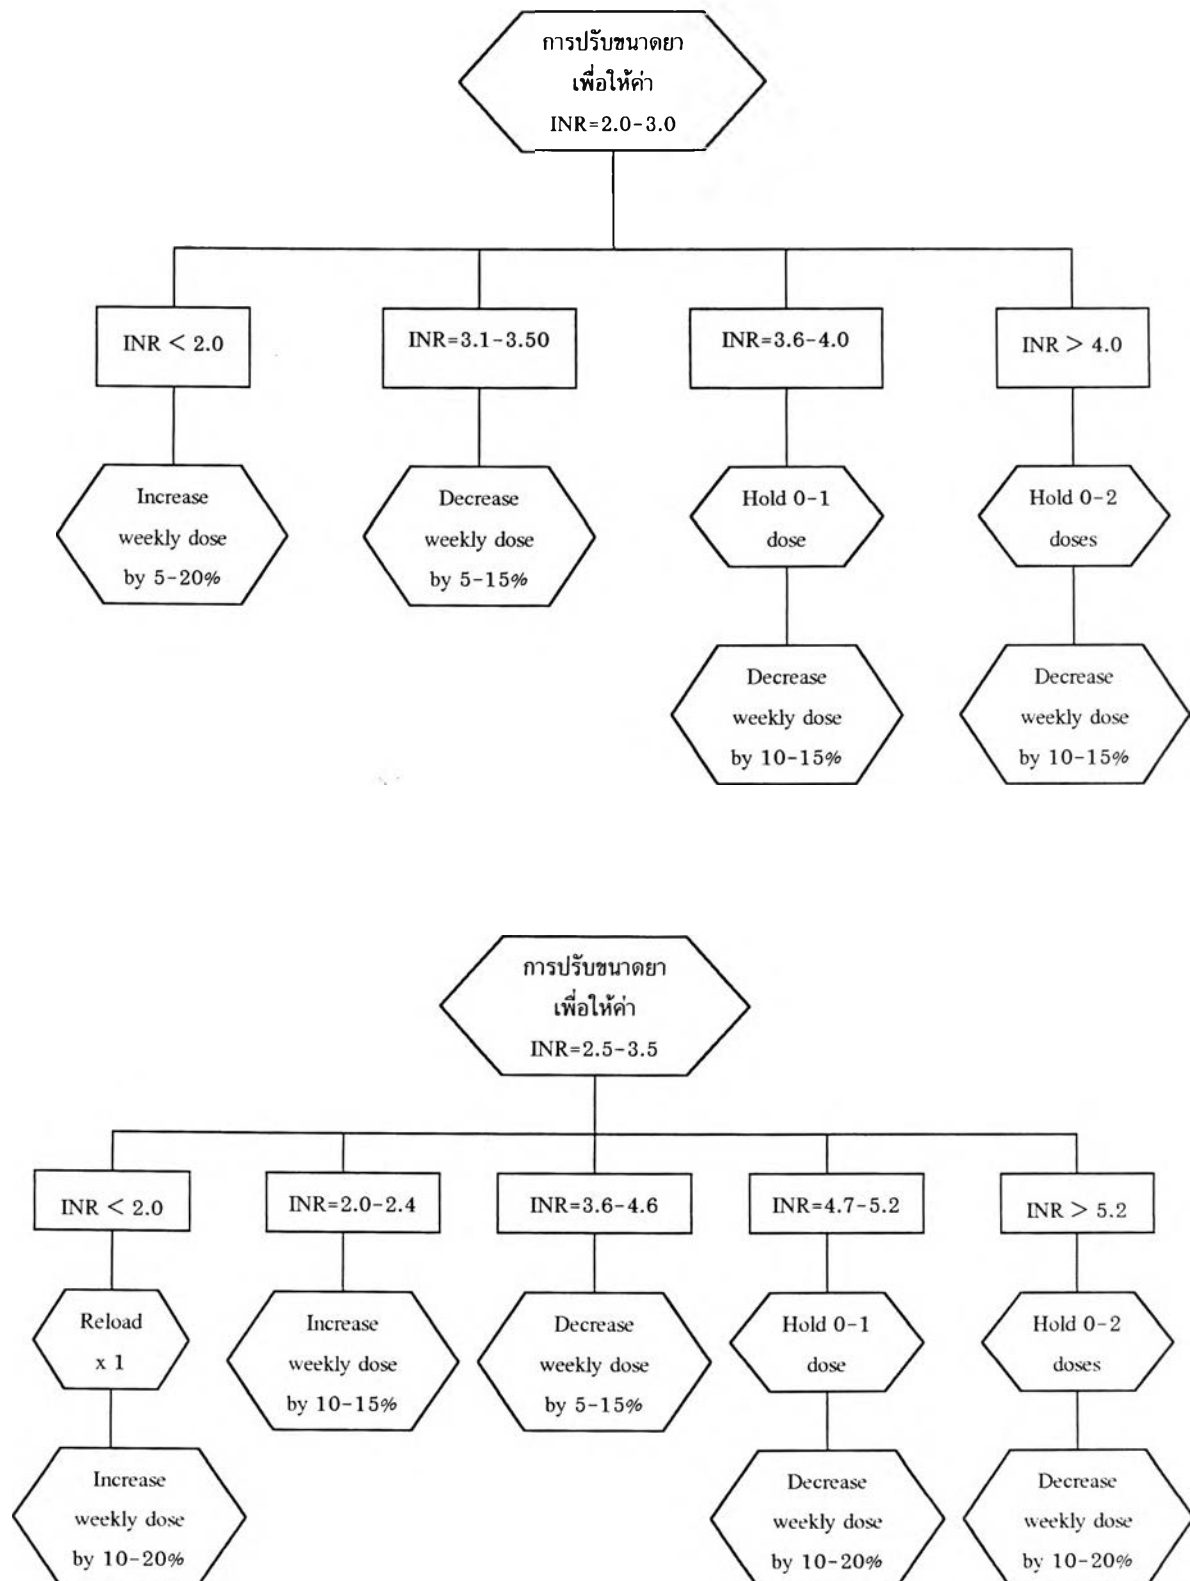 การปรับขนาดยา
เพื่อให้ค่า
INR=2.0-3.0
INR < 2.0
INR=3.1-3.50
INR=3.6-4.0
INR > 4.0
Increase
weekly dose
by 5-20%
Decrease
weekly dose
by 5-15%
Hold 0-1
dose
Hold 0-2
doses
Decrease
weekly dose
by 10-15%
Decrease
weekly dose
by 10-15%
การปรับขนาดยา
เพื่อให้ค่า
INR=2.5-3.5
INR < 2.0
INR=2.0-2.4
INR=3.6-4.6
INR=4.7-5.2
INR > 5.2
Reload
x 1
Increase
weekly dose
by 10-15%
Decrease
weekly dose
by 5-15%
Hold 0-1
dose
Hold 0-2
doses
Increase
weekly dose
by 10-20%
Decrease
weekly dose
by 10-20%
Decrease
weekly dose
by 10-20%